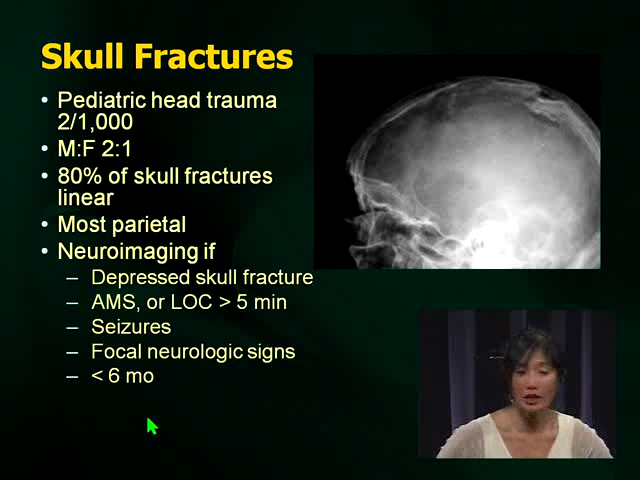 Skull Fractures
• Pediatric head trauma
2/1,000
• M:F 2:1
• 80% of skull fractures
linear
• Most parietal
• Neuroimaging if
– Depressed skull fracture
– AMS, or LOC > 5 min
– Seizures
– Focal neurologic signs
– < 6 mo